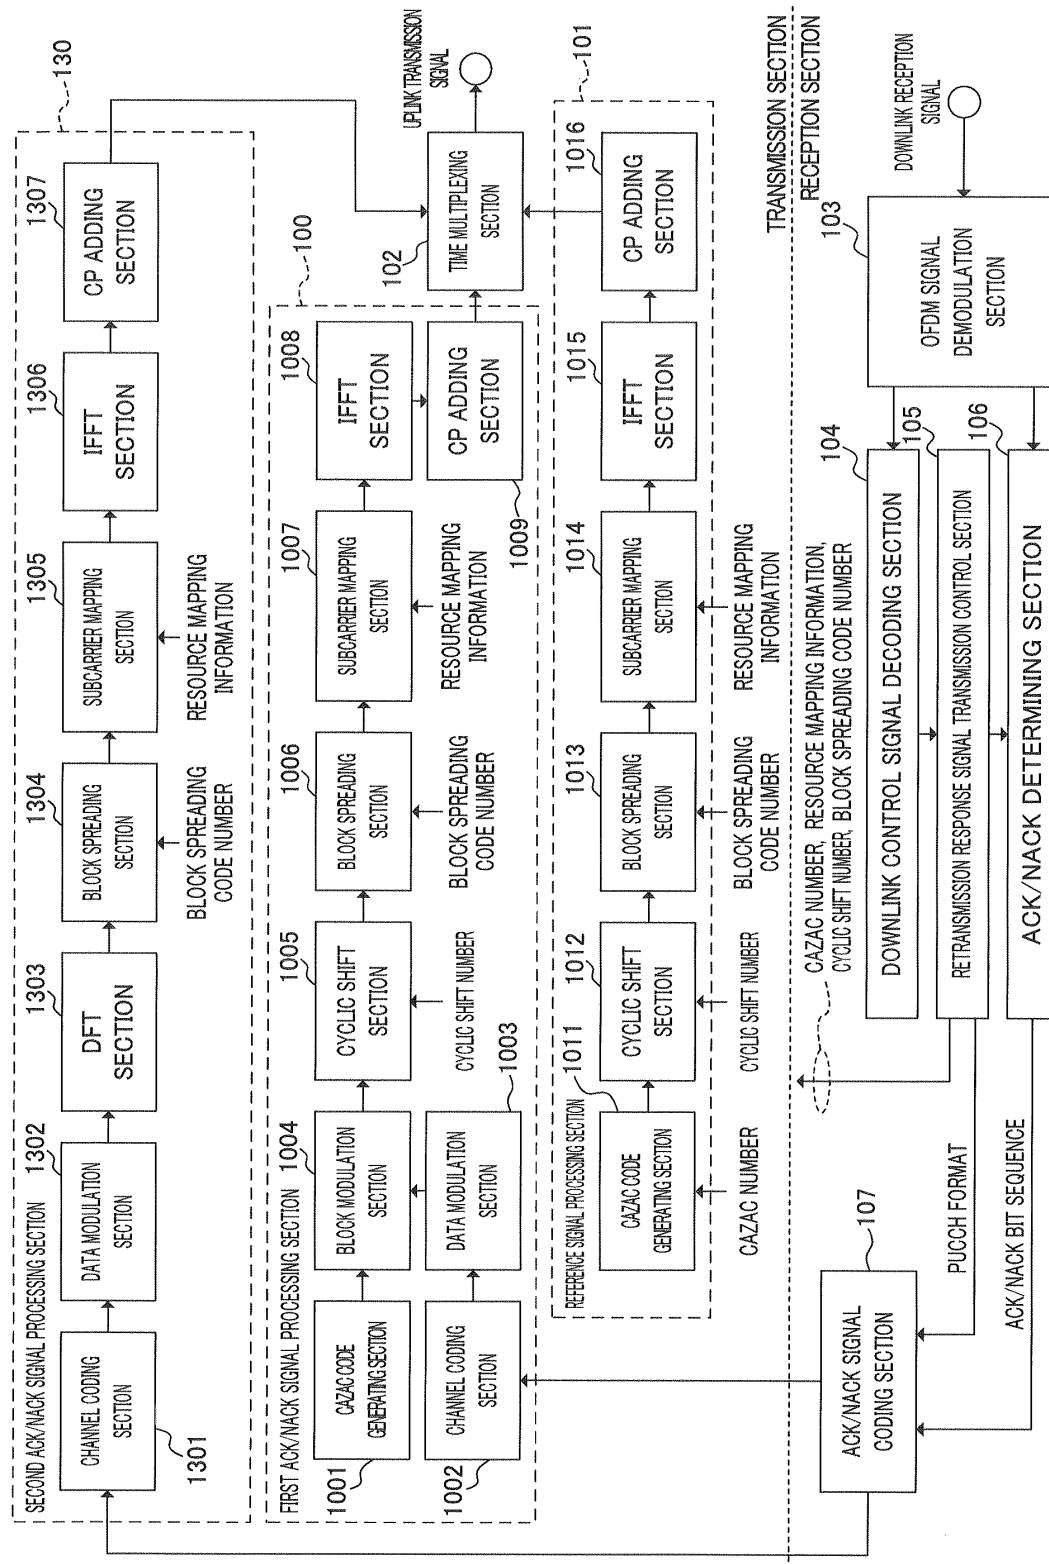 SECOND ACK/NACK SIGNAL PROCESSING SECTION
130
1301
CHANNEL CODING
SECTION
1302
DATA MODULATION
SECTION
1303
DFT
SECTION
1304
BLOCK SPREADING
SECTION
BLOCK SPREADING
CODE NUMBER
1305
SUBCARRIER MAPPING
SECTION
RESOURCE MAPPING
INFORMATION
1306
IFFT
SECTION
1307
CP ADDING
SECTION
FIRST ACK/NACK SIGNAL PROCESSING SECTION
100
1001
CAZAC CODE
GENERATING SECTION
1002
CHANNEL CODING
SECTION
1003
DATA MODULATION
SECTION
1004
BLOCK MODULATION
SECTION
1005
CYCLIC SHIFT
SECTION
CYCLIC SHIFT NUMBER
1006
BLOCK SPREADING
SECTION
BLOCK SPREADING
CODE NUMBER
1007
SUBCARRIER MAPPING
SECTION
RESOURCE MAPPING
INFORMATION
1008
IFFT
SECTION
1009
CP ADDING
SECTION
102
TIME MULTIPLEXING
SECTION
UPLINK TRANSMISSION
SIGNAL
REFERENCE SIGNAL PROCESSING SECTION
101
1011
CAZAC CODE
GENERATING SECTION
CAZAC NUMBER
1012
CYCLIC SHIFT
SECTION
CYCLIC SHIFT NUMBER
1013
BLOCK SPREADING
SECTION
BLOCK SPREADING
CODE NUMBER
1014
SUBCARRIER MAPPING
SECTION
RESOURCE MAPPING
INFORMATION
1015
IFFT
SECTION
1016
CP ADDING
SECTION
TRANSMISSION SECTION
RECEPTION SECTION
DOWNLINK RECEPTION
SIGNAL
103
OFDM SIGNAL
DEMODULATION
SECTION
CAZAC NUMBER, RESOURCE MAPPING INFORMATION,
CYCLIC SHIFT NUMBER, BLOCK SPREADING CODE NUMBER
104
DOWNLINK CONTROL SIGNAL DECODING SECTION
105
RETRANSMISSION RESPONSE SIGNAL TRANSMISSION CONTROL SECTION
106
ACK/NACK DETERMINING SECTION
107
ACK/NACK SIGNAL
CODING SECTION
PUCCH FORMAT
ACK/NACK BIT SEQUENCE